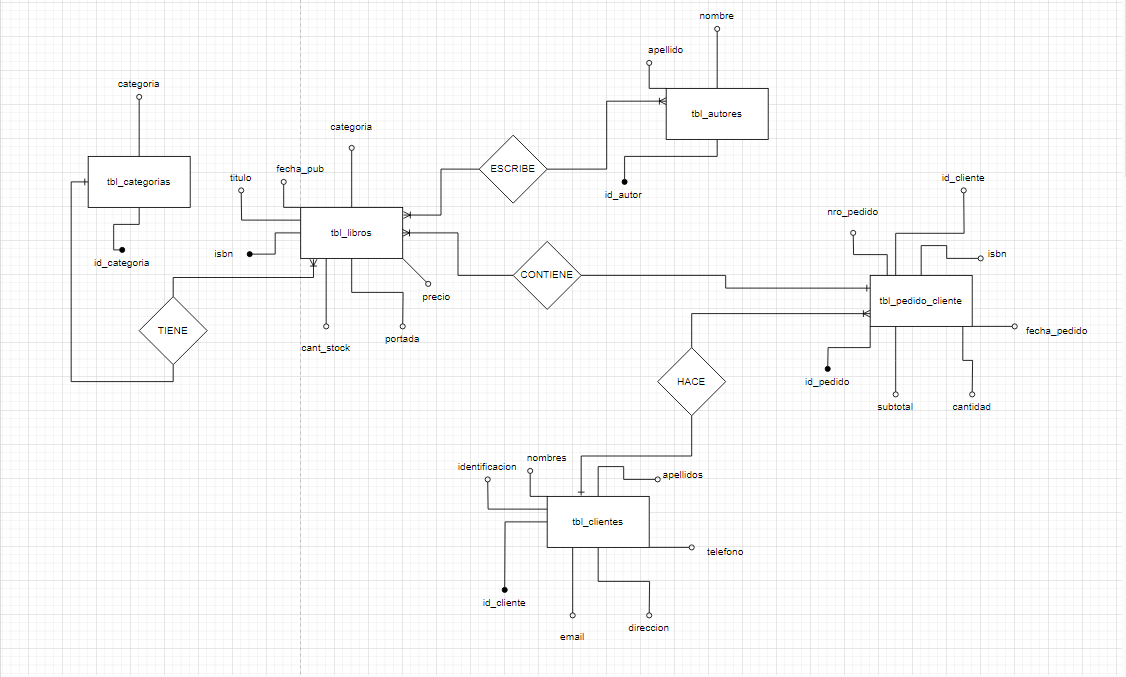 nombre
apellido
categoria
tbl_autores
categoria
ESCRIBE
fecha_pub
titulo
tbl_categorias
id_cliente
id_autor
nro_pedido
tbl_libros
isbn
isbn
id_categoria
CONTIENE
precio
tbl_pedido_cliente
TIENE
fecha_pedido
portada
cant_stock
HACE
id_pedido
subtotal
cantidad
nombres
identificacion
apellidos
tbl_clientes
telefono
id_cliente
direccion
email